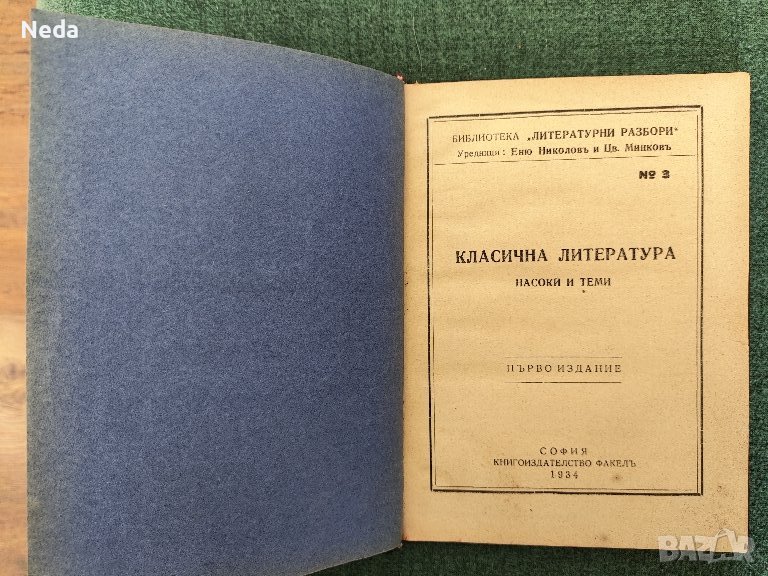 Neda
БИБЛИОТЕКА „ЛИТЕРАТУРНИ РАЗБОРИ“
Уредници: Еню Николовъ и Цв. Минковъ
№ 3
КЛАСИЧНА ЛИТЕРАТУРА
НАСОКИ И ТЕМИ
ПЪРВО ИЗДАНИЕ
СОФИЯ
КНИГОИЗДАТЕЛСТВО ФАКЕЛЪ
1934
BAZAR